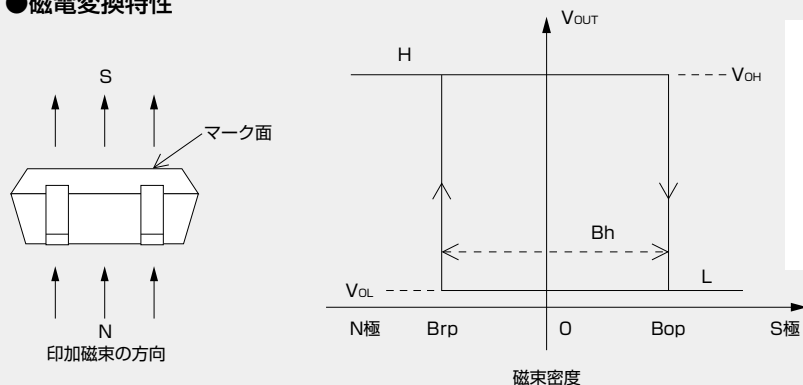 ●磁電変換特性
S
マーク面
N
印加磁束の方向
VOUT
H
VOH
Bh
VOL
L
N極 Brp 0 Bop S極
磁束密度